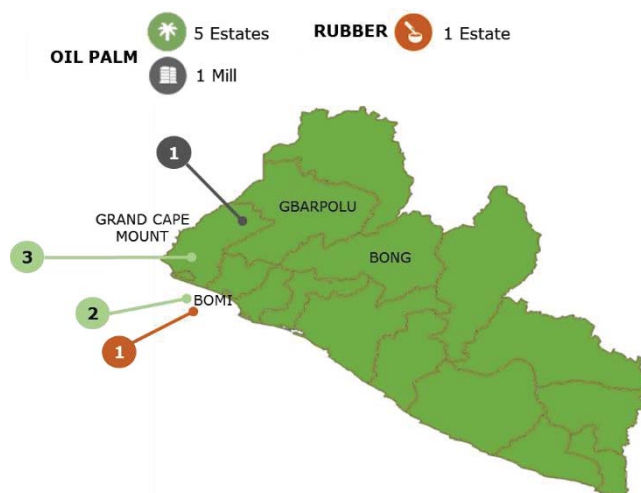 5 Estates
RUBBER
1 Estate
OIL PALM
1 Mill
1
GBARPOLU
GRAND CAPE
MOUNT
3
BONG
BOMI
2
1